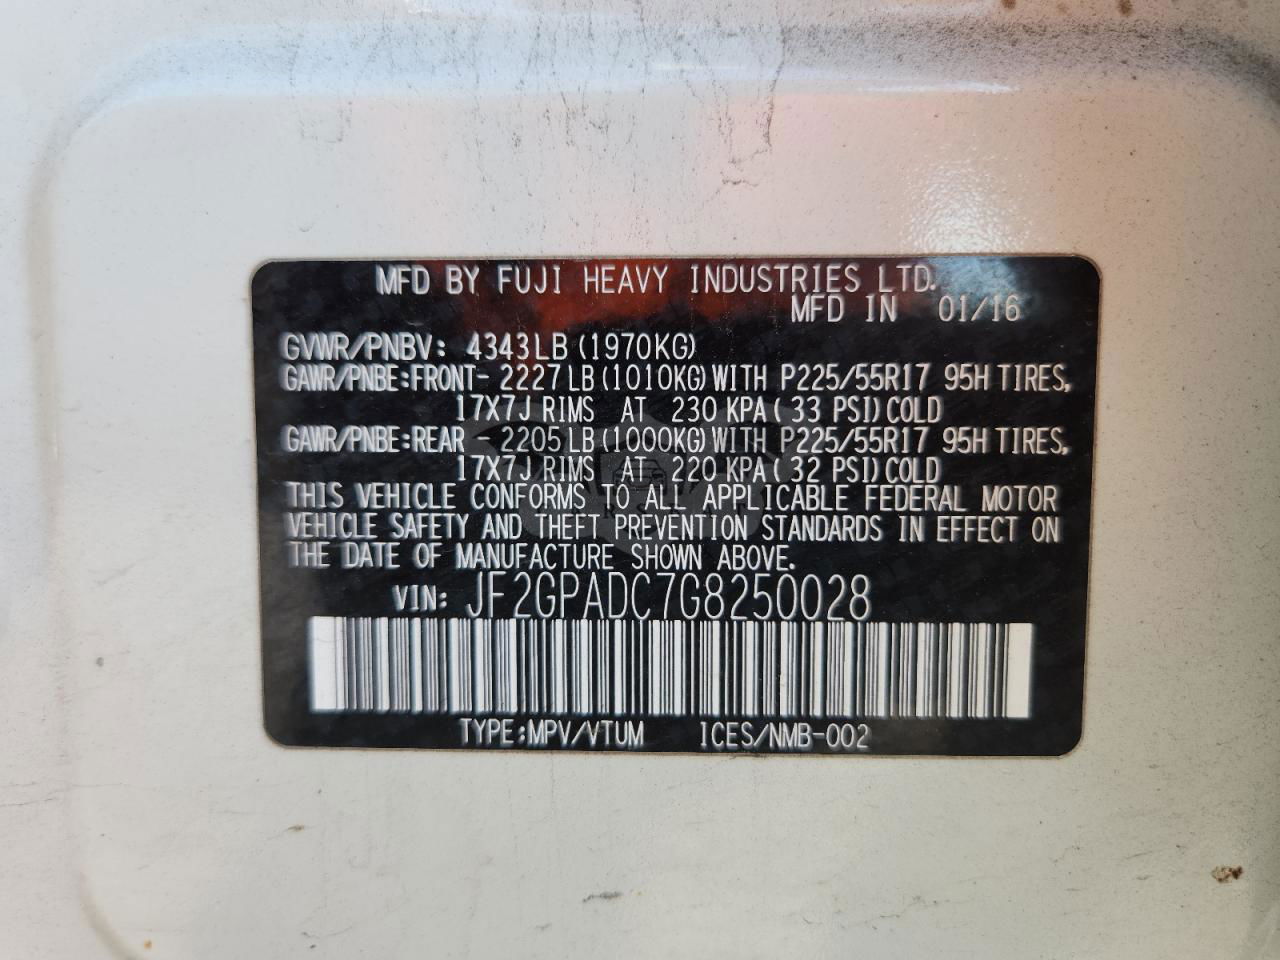 MFD BY FUJI HEAVY INDUSTRIES LTD.
MFD IN 01/16
GVWR/PNBV: 4343LB (1970KG)
GAWR/PNBE:FRONT- 2227LB (1010KG) WITH P225/55R17 95H TIRES,
17X7J RIMS AT 230 KPA (33 PSI) COLD
GAWR/PNBE:REAR - 2205LB (1000KG) WITH P225/55R17 95H TIRES,
17X7J RIMS AT 220 KPA (32 PSI) COLD
THIS VEHICLE CONFORMS TO ALL APPLICABLE FEDERAL MOTOR
VEHICLE SAFETY AND THEFT PREVENTION STANDARDS IN EFFECT ON
THE DATE OF MANUFACTURE SHOWN ABOVE.
VIN: JF2GPADC7G8250028
TYPE:MPV/VTUM ICES/NMB-002